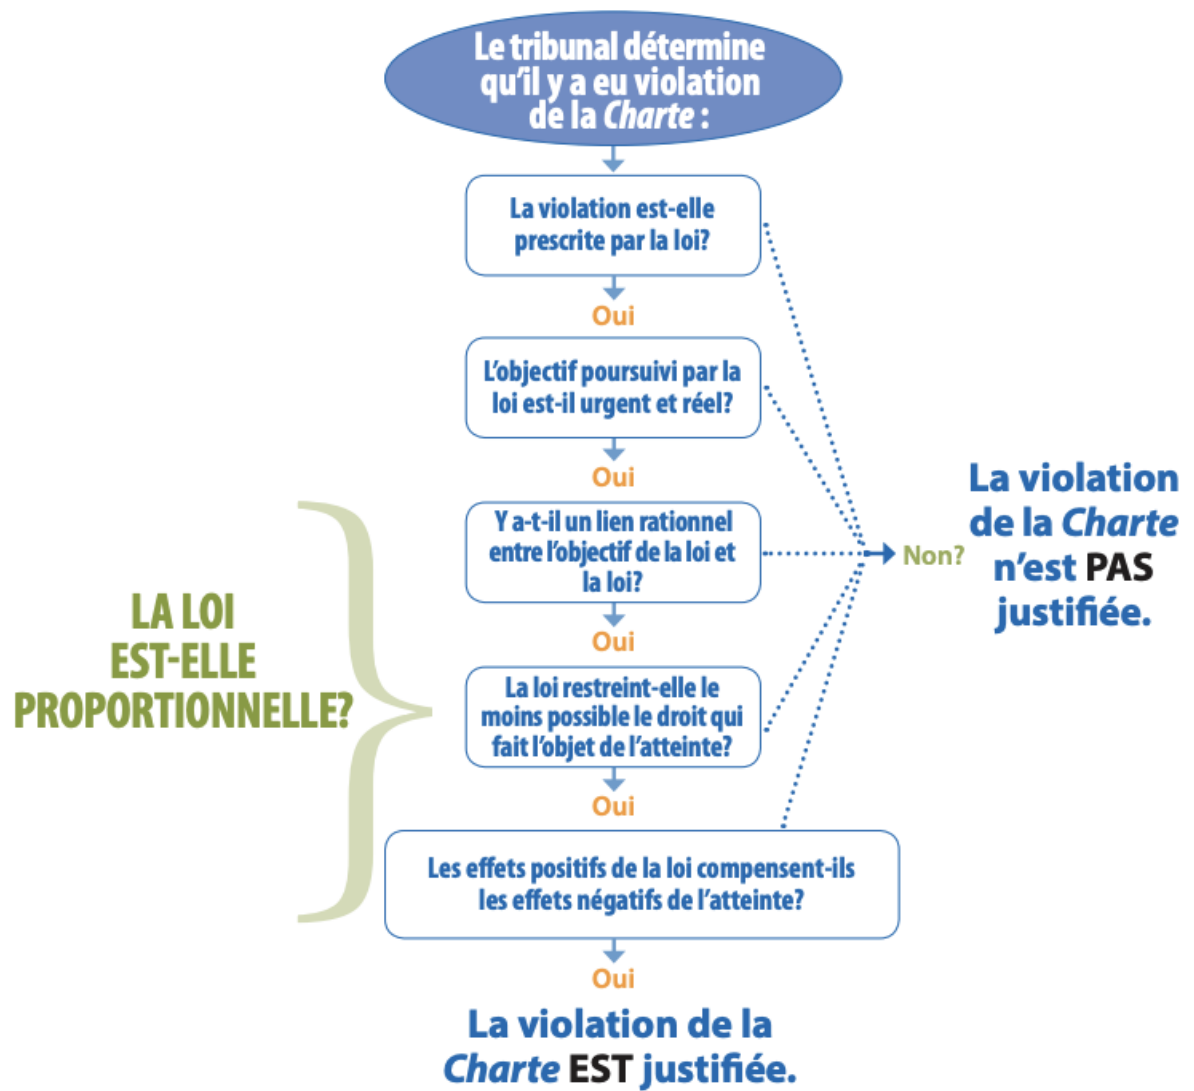 Le tribunal détermine
qu'il y a eu violation
de la Charte :
La violation est-elle
prescrite par la loi?
Oui
L'objectif poursuivi par la
loi est-il urgent et réel?
Oui
Y a-t-il un lien rationnel
entre l'objectif de la loi et
la loi?
Oui
La loi restreint-elle le
moins possible le droit qui
fait l'objet de l'atteinte?
Oui
Les effets positifs de la loi compensent-ils
les effets négatifs de l'atteinte?
Oui
La violation de la
Charte EST justifiée.
LA LOI
EST-ELLE
PROPORTIONNELLE?
Non?
La violation
de la Charte
n'est PAS
justifiée.